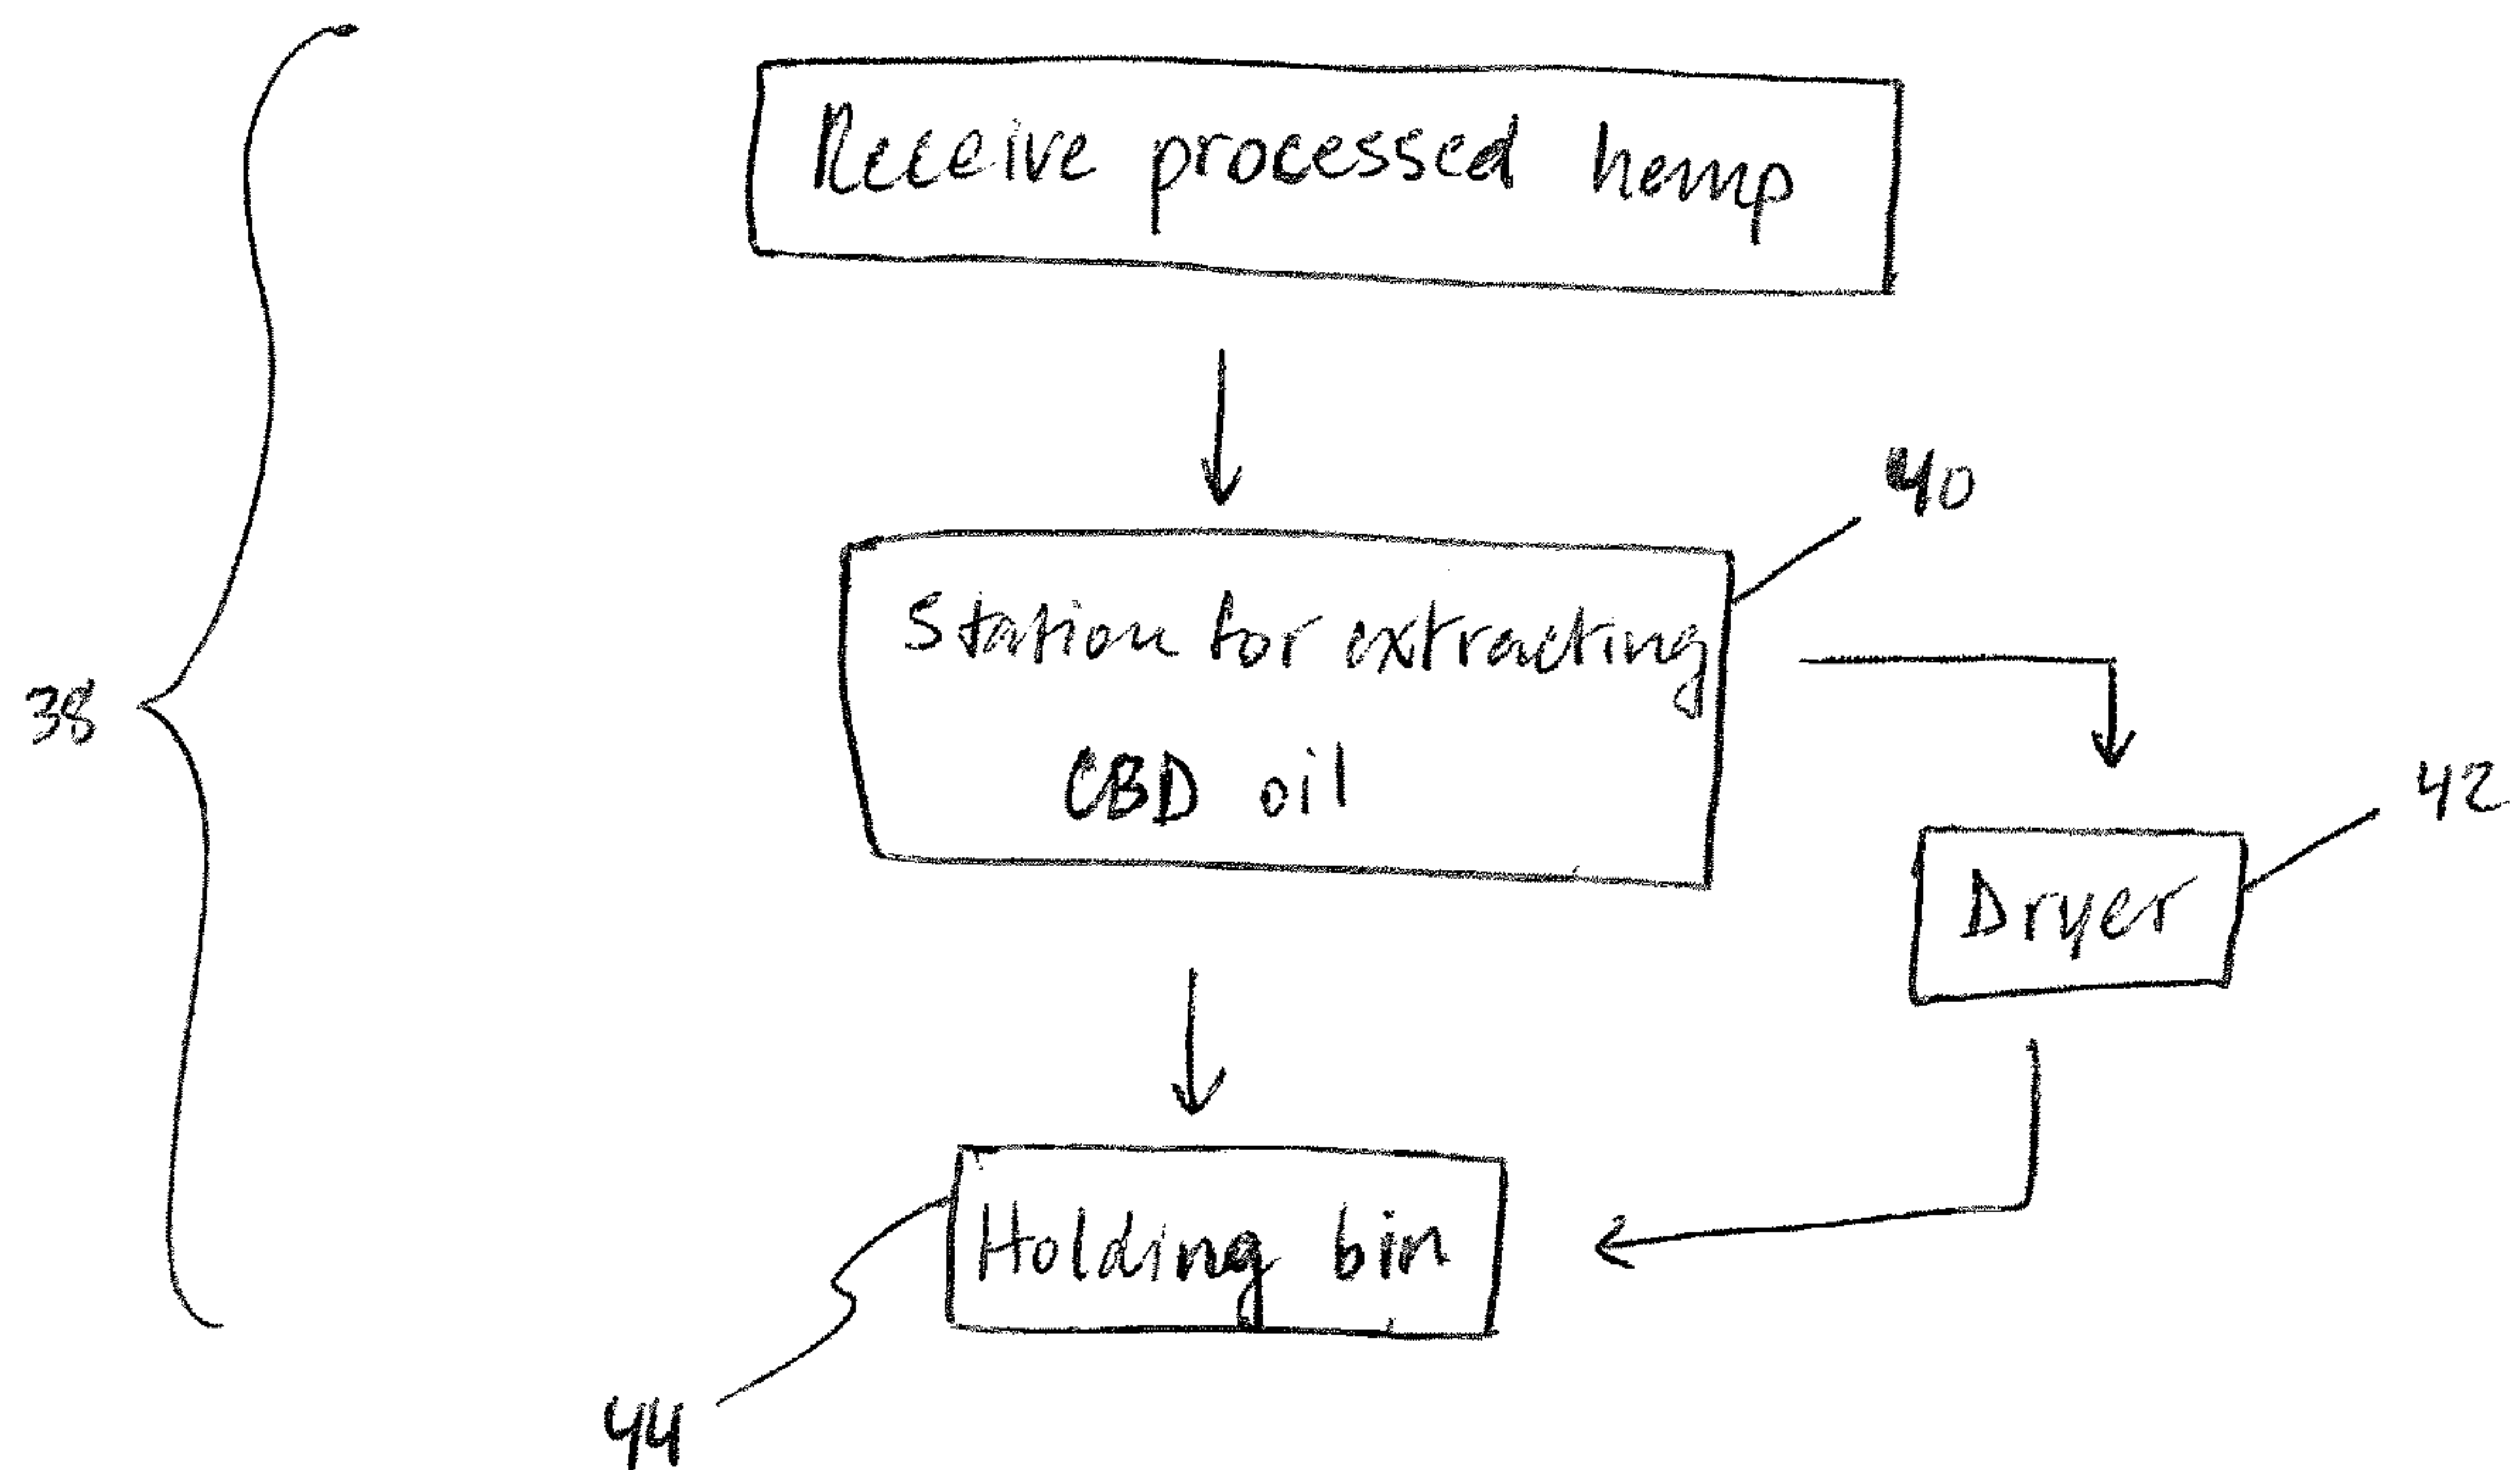 Receive processed hemp
40
Station for extracting
CBD oil
38
42
Dryer
Holding bin
44